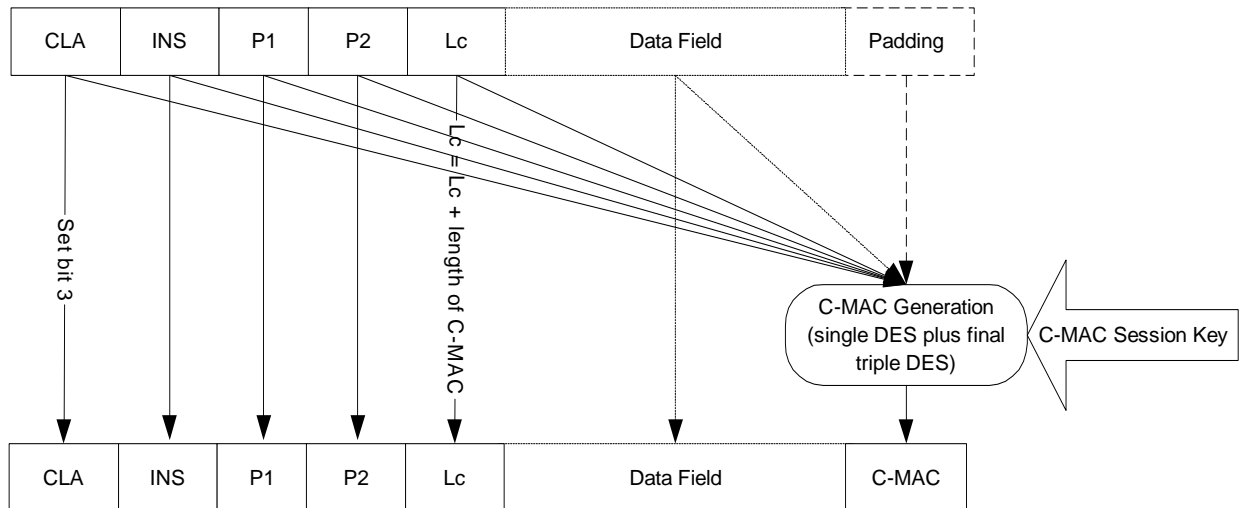 CLA INS P1 P2 Lc Data Field Padding
Set bit 3
Lc = Lc + length of C-MAC
C-MAC Generation
(single DES plus final
triple DES)
C-MAC Session Key
CLA INS P1 P2 Lc Data Field C-MAC